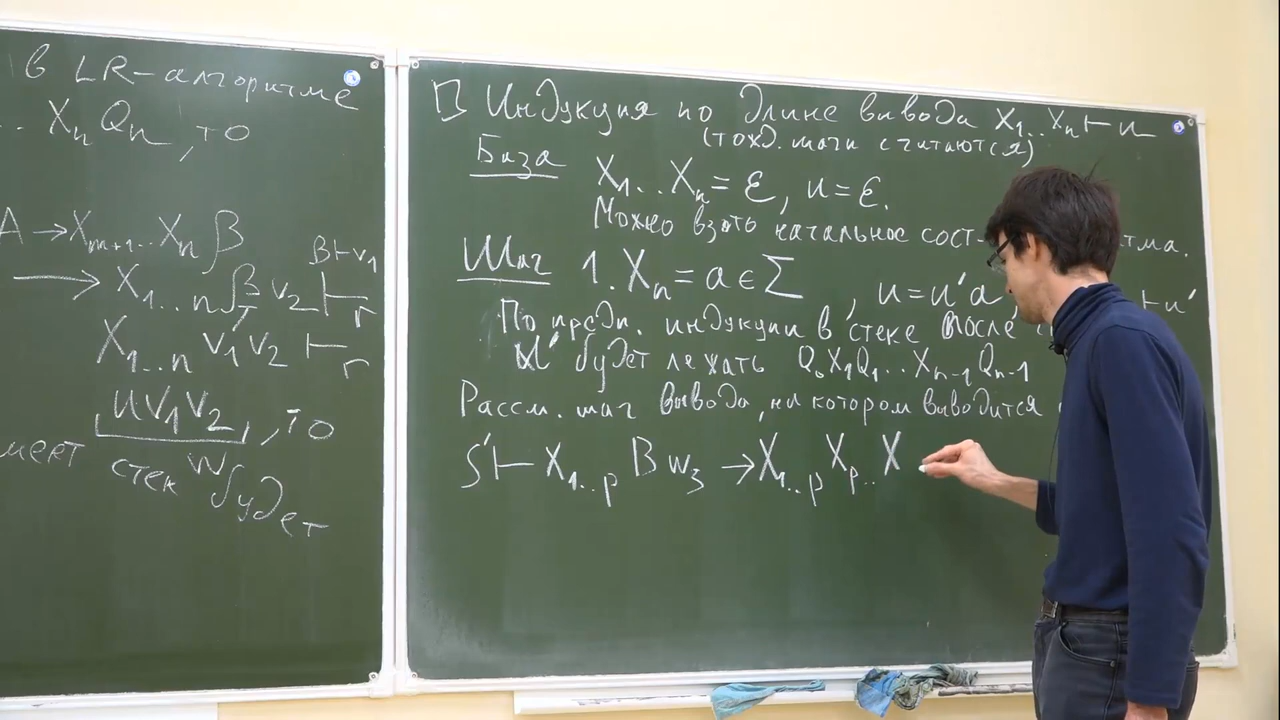 в LR-алгоритме
.. Xₙ Qₙ, то
A → Xₘ₊₁..Xₙ β
B ⊢ v₁
→ X₁..ₙ β v₂ ⊢ᵣ
X₁..ₙ v₁ v₂ ⊢ᵣ
u v₁ v₂, то
w
меет стек будет
Индукция по длине вывода X₁..Xₙ ⊢ u
(тожд. шаги считаются)
База X₁..Xₙ = ε, u = ε.
Можно взять начальное сост- тма.
Шаг 1. Xₙ = a ∈ Σ, u = u'a ⊢ u'
По предп. индукции в стеке после
u' будет лежать Q₀X₁Q₁..Xₙ₋₁Qₙ₋₁
Рассм. шаг вывода, на котором выводится
S' ⊢ X₁..ₚ B w₃ → X₁..ₚ Xₚ..X